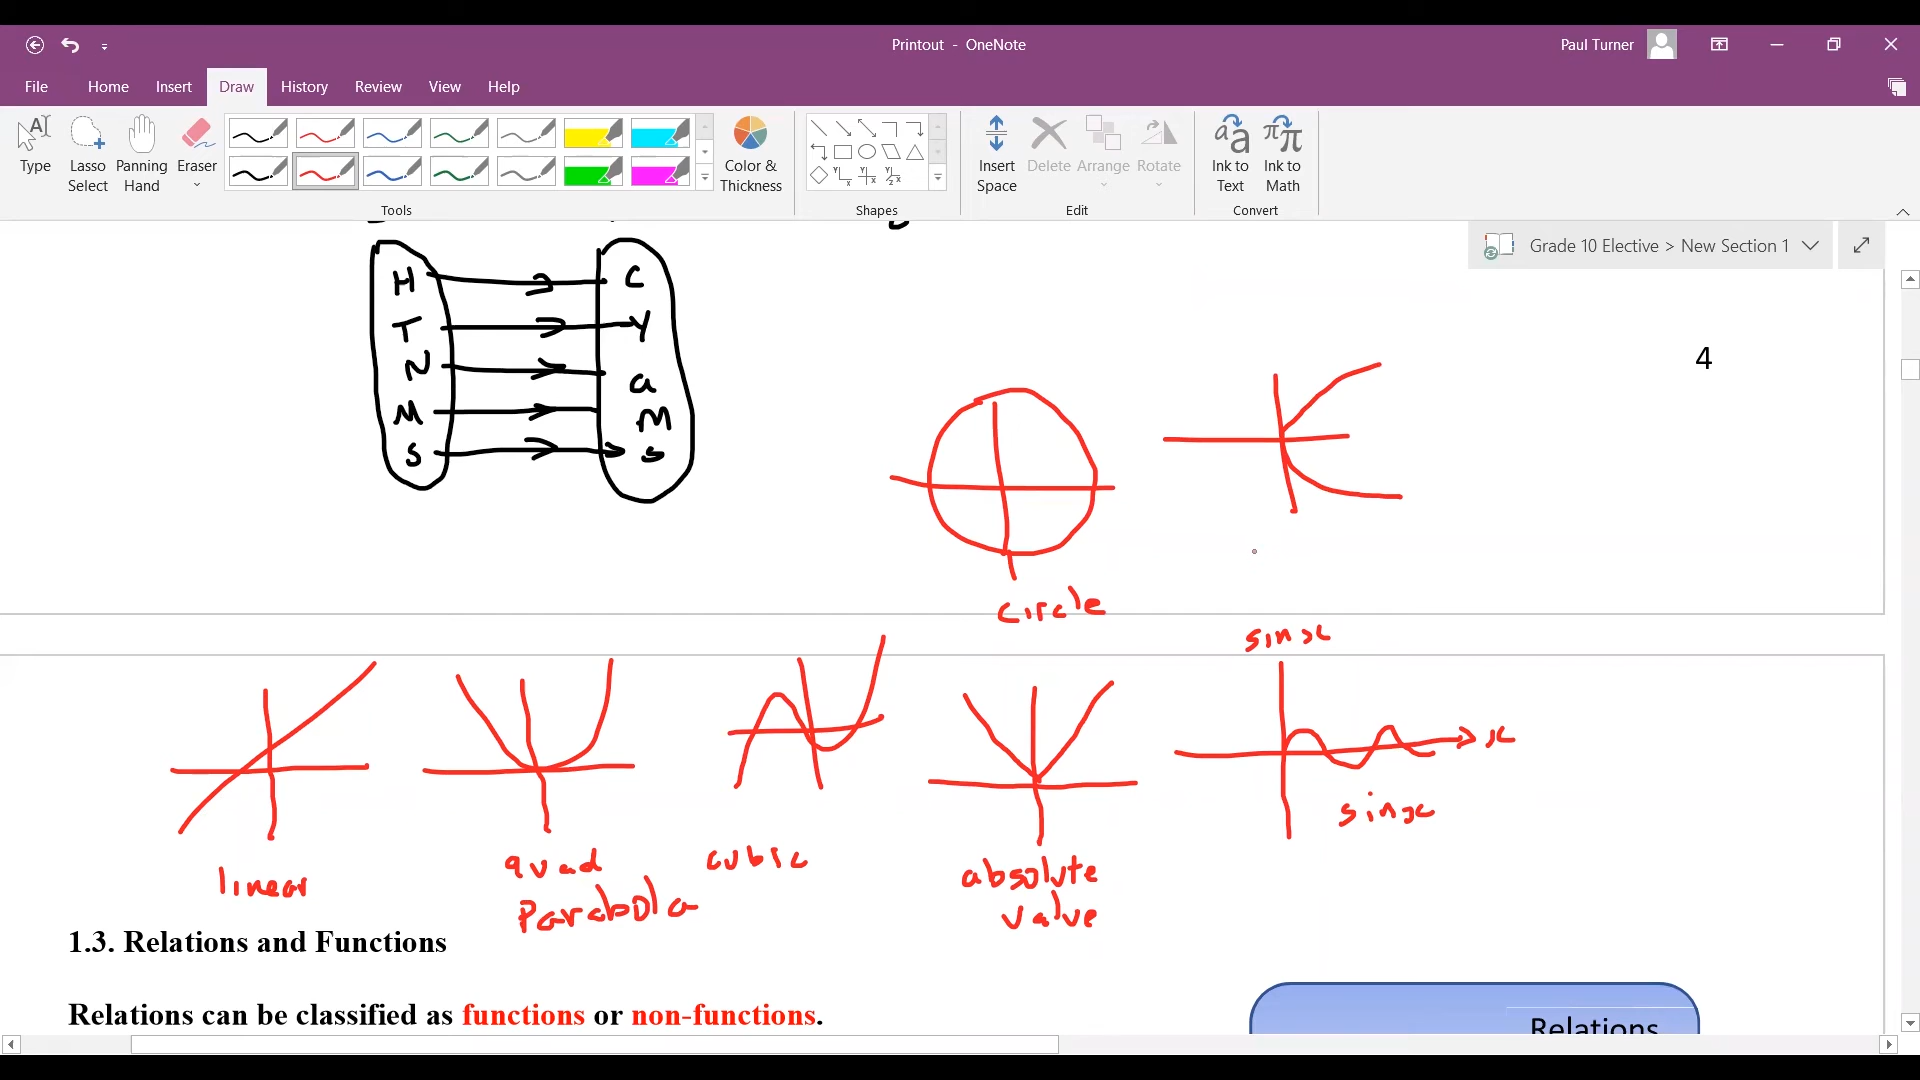 Printout - OneNote
Paul Turner
File Home Insert Draw History Review View Help
Type
Lasso Select
Panning Hand
Eraser
Color & Thickness
Insert Space
Delete
Arrange
Rotate
Ink to Text
Ink to Math
Tools
Shapes
Edit
Convert
Grade 10 Elective > New Section 1
H C
T Y
N a
M M
S S
4
circle
sin x
x
sin x
linear
quad
parabola
cubic
absolute
value
1.3. Relations and Functions
Relations can be classified as functions or non-functions.
Relations